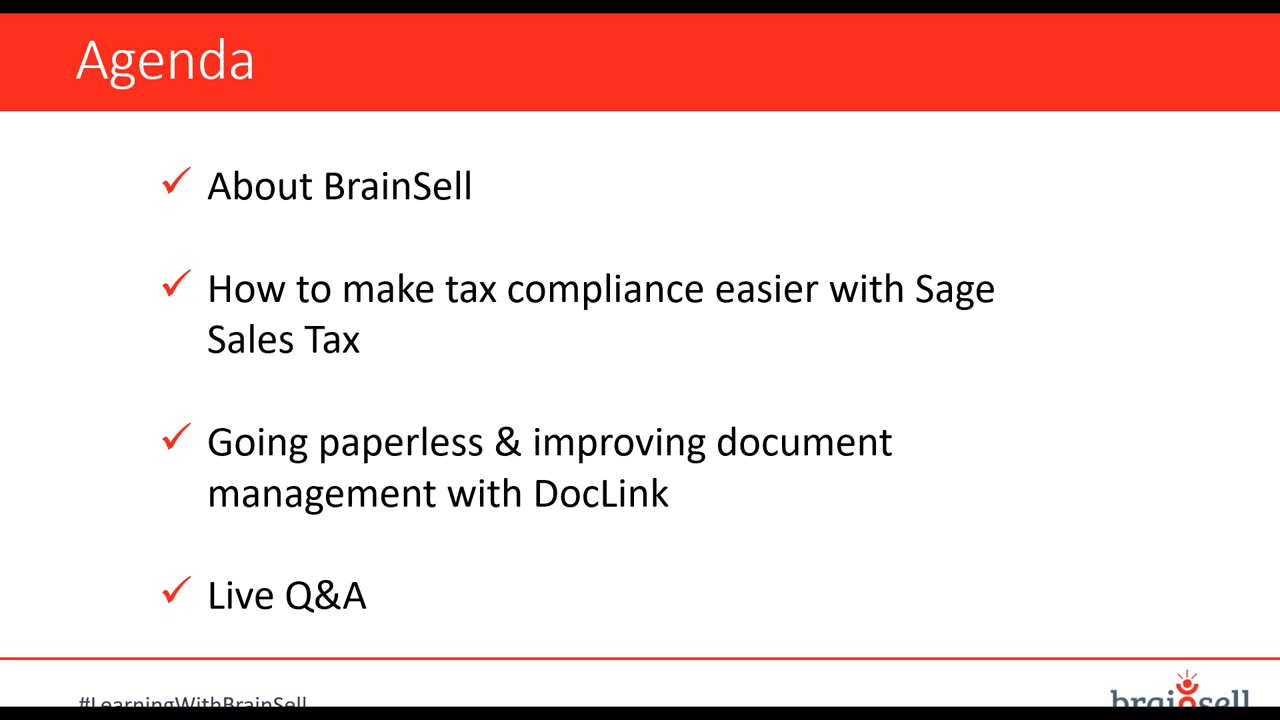 Agenda
✓ About BrainSell
✓ How to make tax compliance easier with Sage
Sales Tax
✓ Going paperless & improving document
management with DocLink
✓ Live Q&A
#LearningWithBrainSell
brainsell